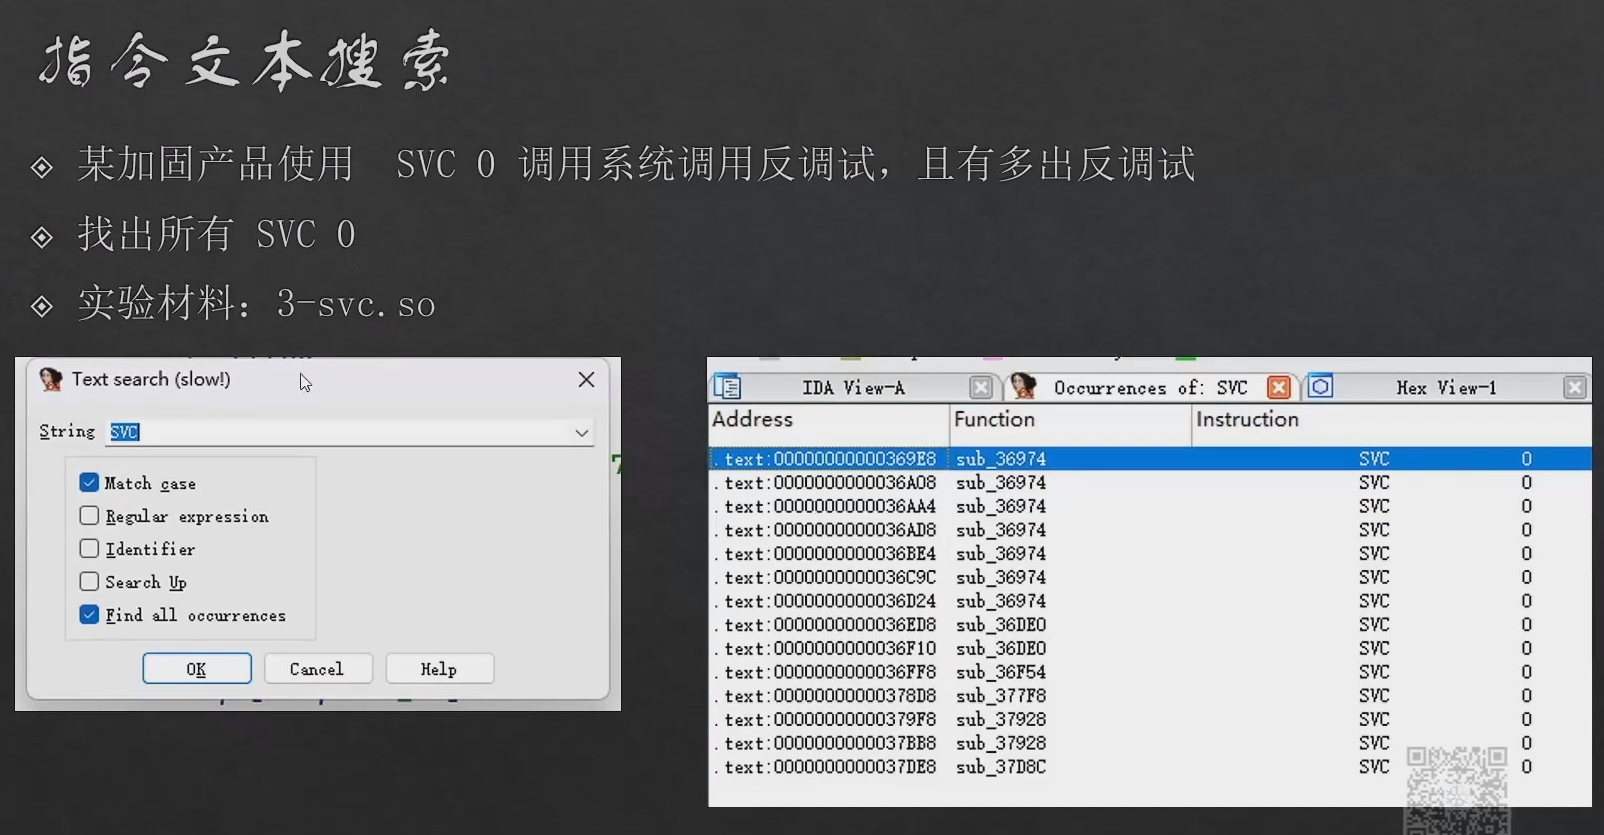 指令文本搜索
某加固产品使用 SVC 0 调用系统调用反调试，且有多出反调试
找出所有 SVC 0
实验材料：3-svc.so
Text search (slow!)
String SVC
Match case
Regular expression
Identifier
Search Up
Find all occurrences
OK Cancel Help
IDA View-A Occurrences of: SVC Hex View-1
Address Function Instruction
.text:00000000000369E8 sub_36974 SVC 0
.text:0000000000036A08 sub_36974 SVC 0
.text:0000000000036AA4 sub_36974 SVC 0
.text:0000000000036AD8 sub_36974 SVC 0
.text:0000000000036BE4 sub_36974 SVC 0
.text:0000000000036C9C sub_36974 SVC 0
.text:0000000000036D24 sub_36974 SVC 0
.text:0000000000036ED8 sub_36DE0 SVC 0
.text:0000000000036F10 sub_36DE0 SVC 0
.text:0000000000036FF8 sub_36F54 SVC 0
.text:00000000000378D8 sub_377F8 SVC 0
.text:00000000000379F8 sub_37928 SVC 0
.text:0000000000037BB8 sub_37928 SVC 0
.text:0000000000037DE8 sub_37D8C SVC 0